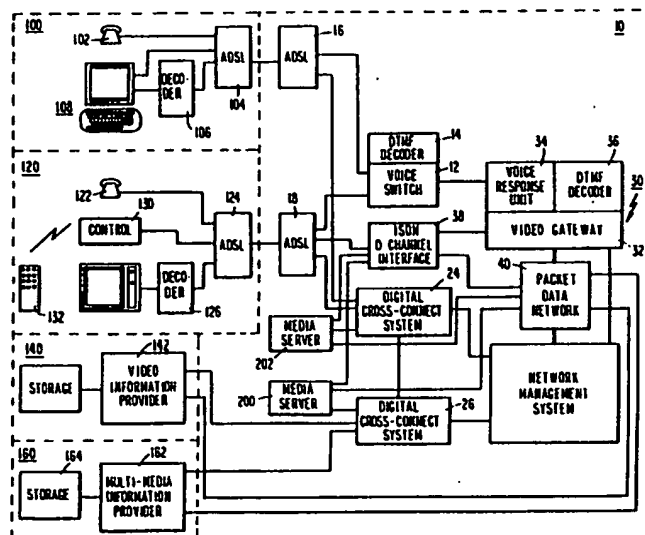 100
102
ADSL
104
DECO-
DER
106
108
16
ADSL
10
14
DTMF
DECODER
12
VOICE
SWITCH
34
VOICE
RESPONSE
UNIT
36
DTMF
DECODER
30
VIDEO GATEWAY
32
120
122
130
CONTROL
132
124
ADSL
DECO-
DER
126
18
ADSL
38
ISDN
D CHANNEL
INTERFACE
40
PACKET
DATA
NETWORK
24
DIGITAL
CROSS-CONNECT
SYSTEM
MEDIA
SERVER
202
MEDIA
SERVER
200
DIGITAL
CROSS-CONNECT
SYSTEM
26
NETWORK
MANAGEMENT
SYSTEM
140
STORAGE
142
VIDEO
INFORMATION
PROVIDER
160
164
STORAGE
162
MULTI-MEDIA
INFORMATION
PROVIDER